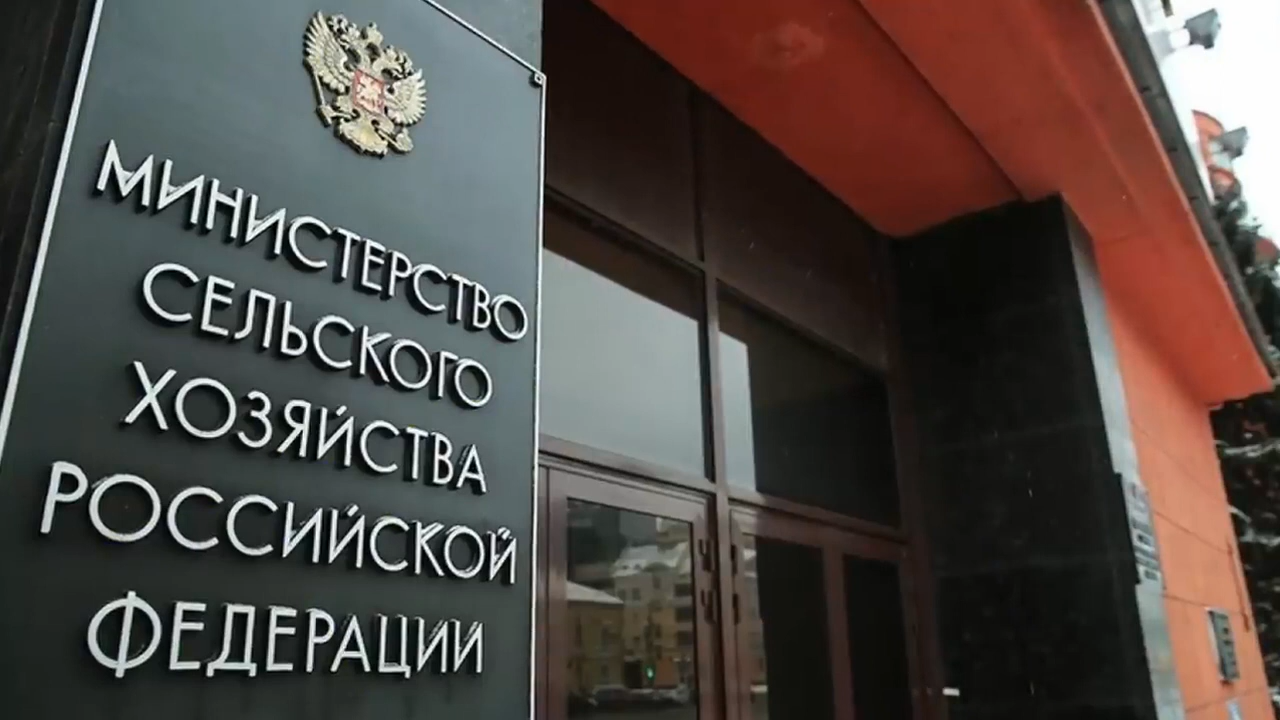 МИНИСТЕРСТВО
СЕЛЬСКОГО
ХОЗЯЙСТВА
РОССИЙСКОЙ
ФЕДЕРАЦИИ